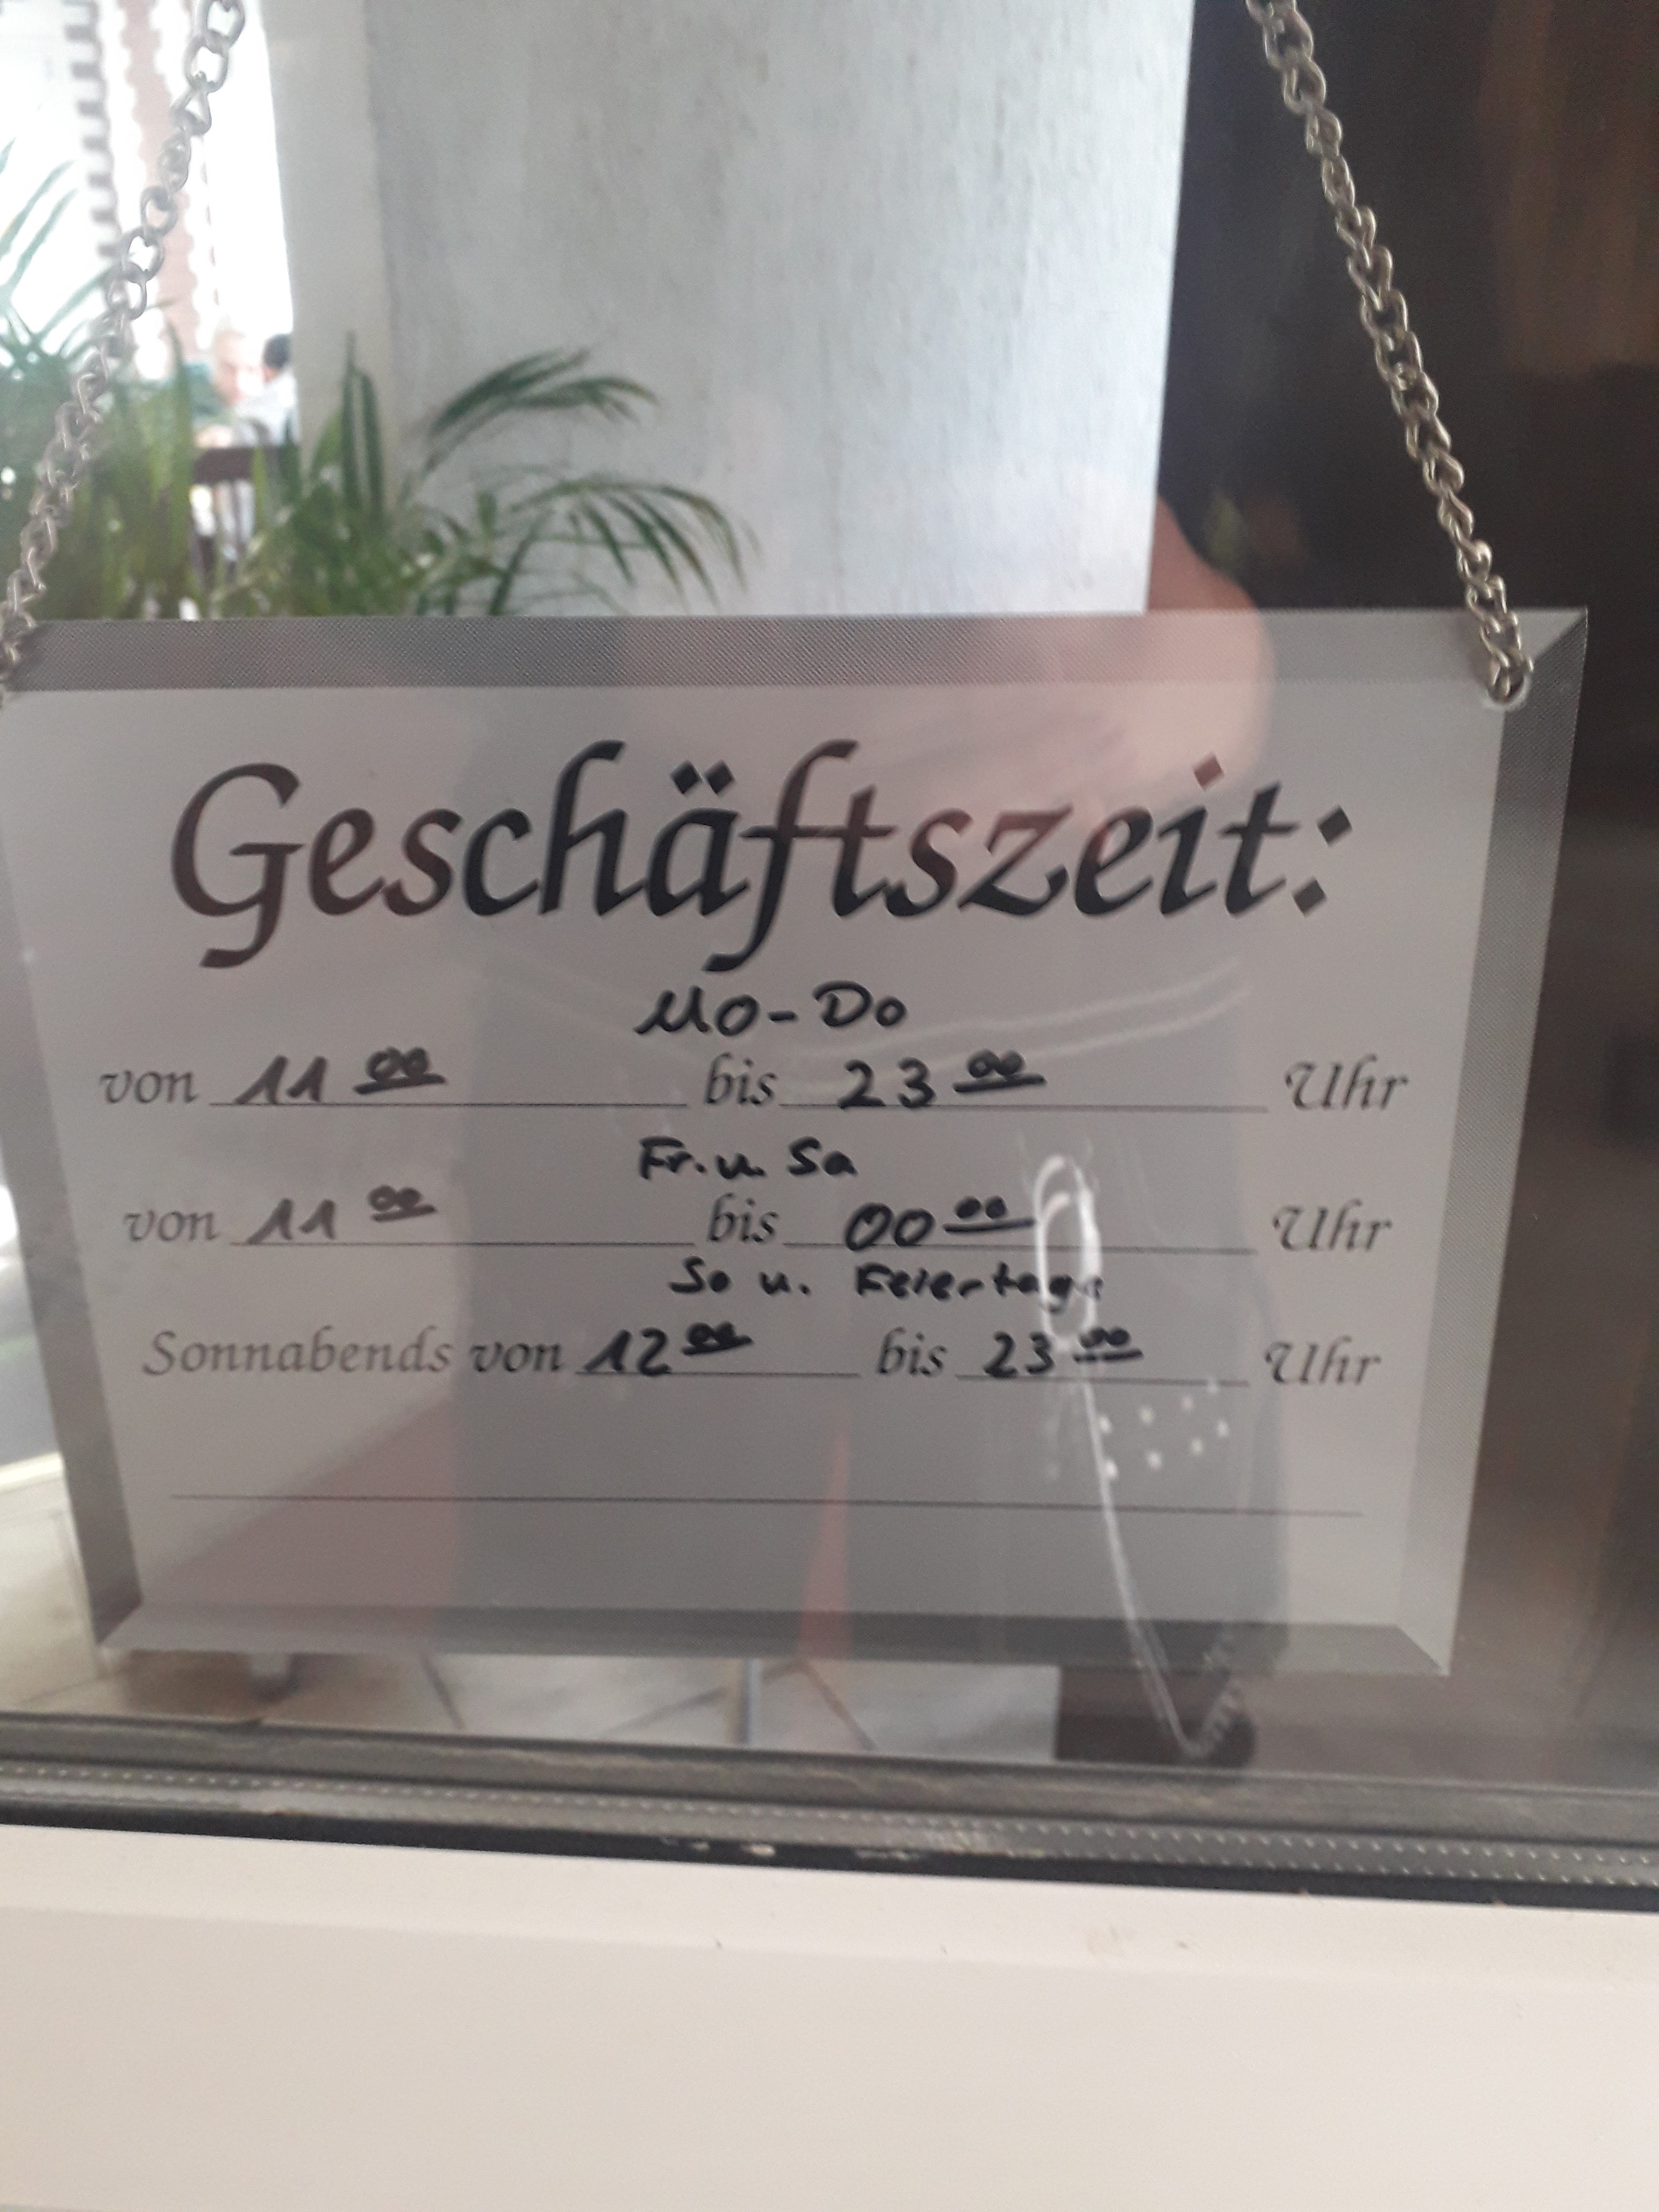 Geschäftszeit:
Mo-Do
von 11 00 bis 23 00 Uhr
Fr. u. Sa
von 11 00 bis 00 00 Uhr
So u. Feiertage
Sonnabends von 12 00 bis 23 00 Uhr